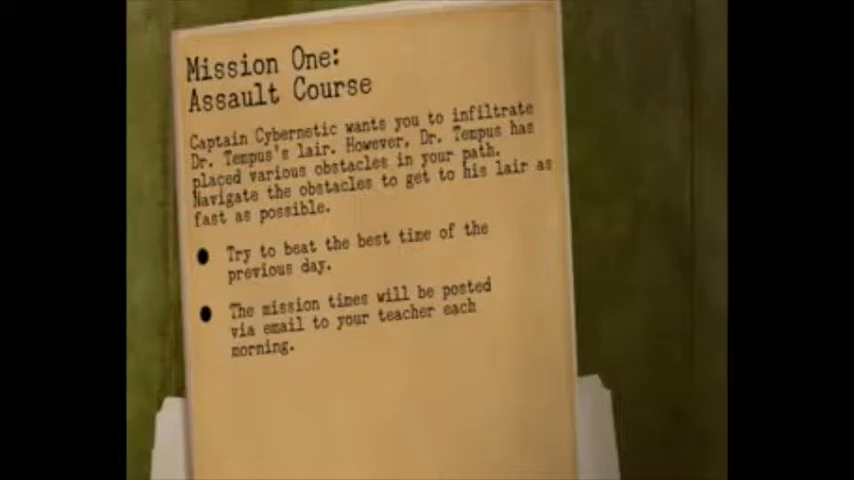 Mission One:
Assault Course
Captain Cybernetic wants you to infiltrate
Dr. Tempus's lair. However, Dr. Tempus has
placed various obstacles in your path.
Navigate the obstacles to get to his lair as
fast as possible.
● Try to beat the best time of the
previous day.
● The mission times will be posted
via email to your teacher each
morning.